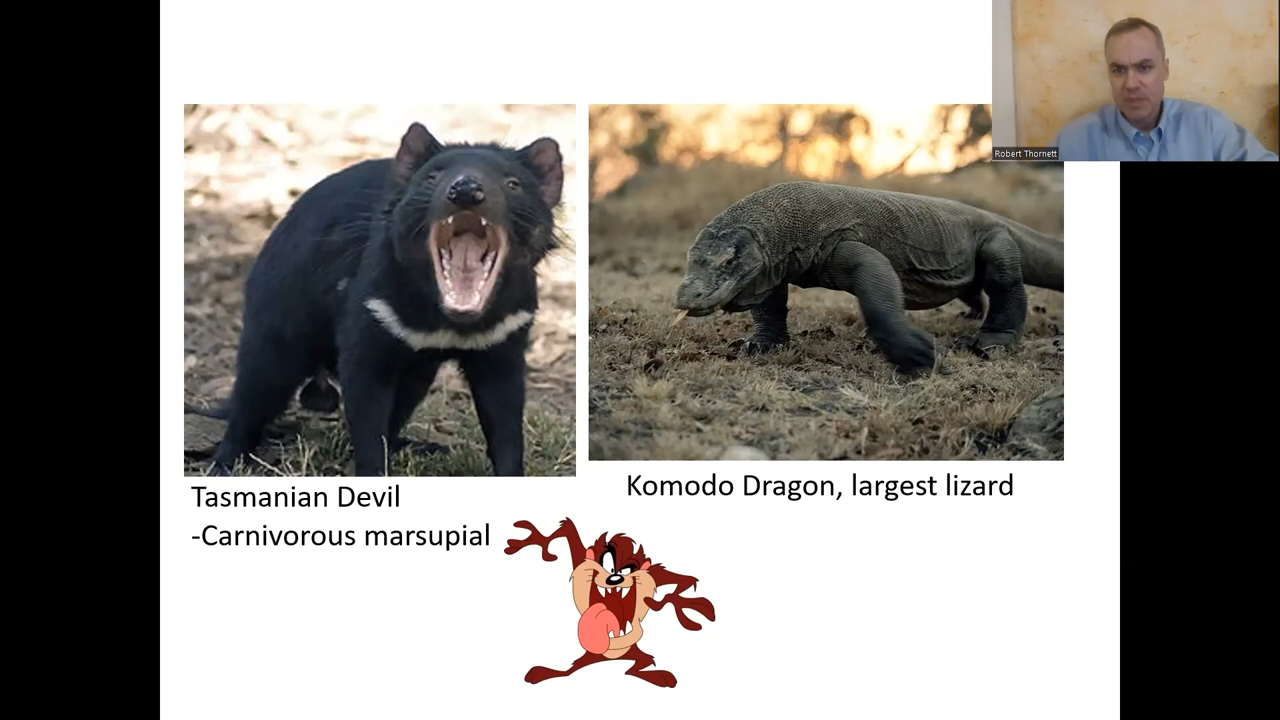 Robert Thornett
Tasmanian Devil
-Carnivorous marsupial
Komodo Dragon, largest lizard